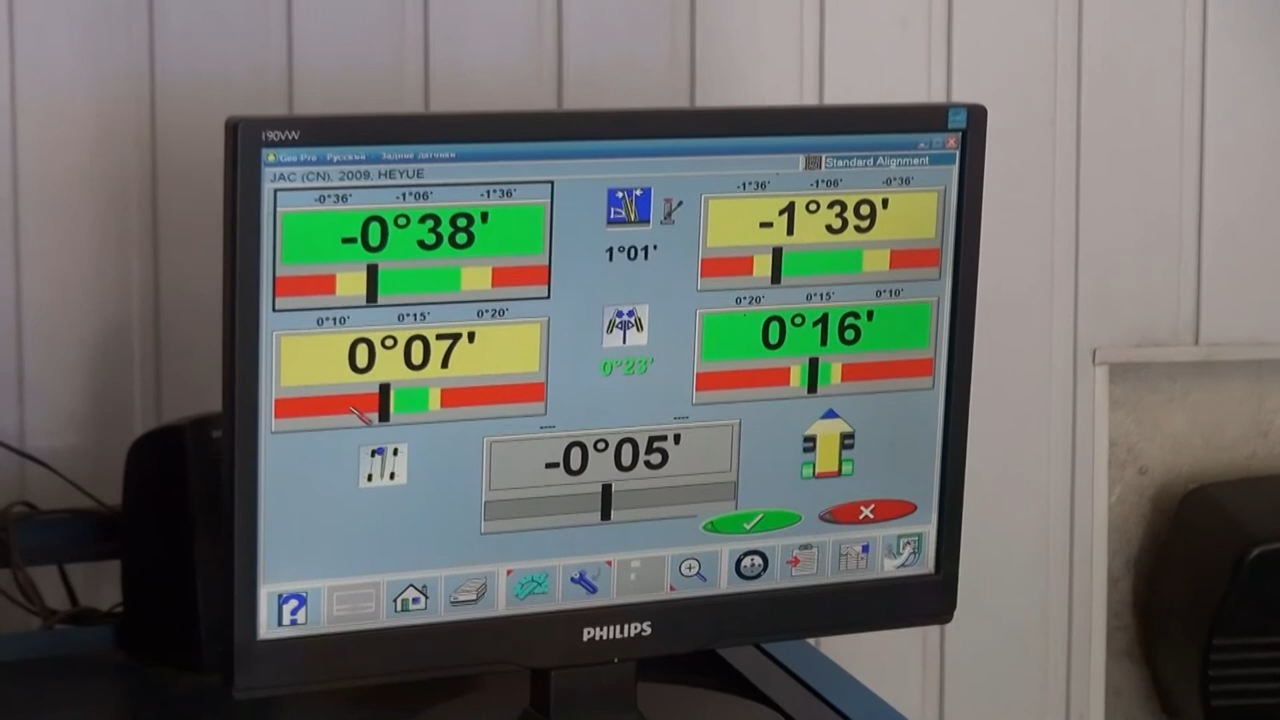 190VW
Geo Pro - Русский - Задние датчики
Standard Alignment
JAC (CN), 2009, HEYUE
-0°36' -1°06' -1°36'
-0°38'
1°01'
-1°36' -1°06' -0°36'
-1°39'
0°10' 0°15' 0°20'
0°07'
0°23'
0°20' 0°15' 0°10'
0°16'
---- ----
-0°05'
?
PHILIPS